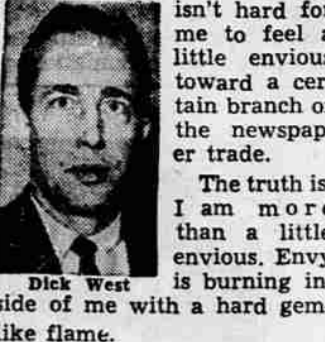 isn't hard for
me to feel a
little envious
toward a cer-
tain branch of
the newspap-
er trade.
The truth is,
I am more
than a little
envious. Envy
Dick West
is burning in-
side of me with a hard gem-
like flame.